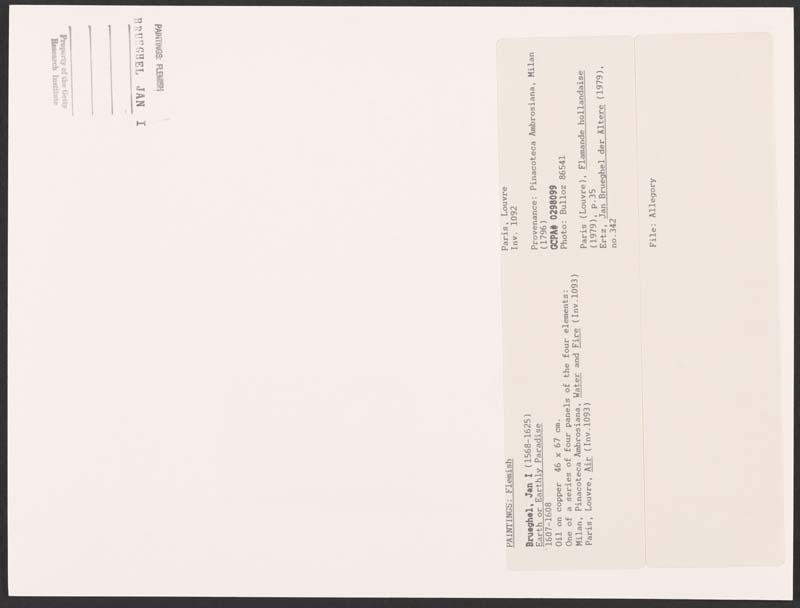 PAINTINGS: FLEMISH
BRUEGHEL JAN I
Property of the Getty
Research Institute
PAINTINGS: Flemish
Brueghel, Jan I (1568-1625)
Earth or Earthly Paradise
1607-1608
Oil on copper 46 x 67 cm.
One of a series of four panels of the four elements:
Milan, Pinacoteca Ambrosiana, Water and Fire (Inv.1093)
Paris, Louvre, Air (Inv.1093)
Paris, Louvre
Inv. 1092
Provenance: Pinacoteca Ambrosiana, Milan
(1796)
GCPA# 0298099
Photo: Bulloz 86541
Paris (Louvre), Flamande hollandaise
(1979), p.35
Ertz, Jan Brueghel der Altere (1979),
no.342
File: Allegory